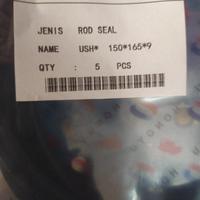 JENIS ROD SEAL
NAME USH* 150*165*9
QTY : 5 PCS